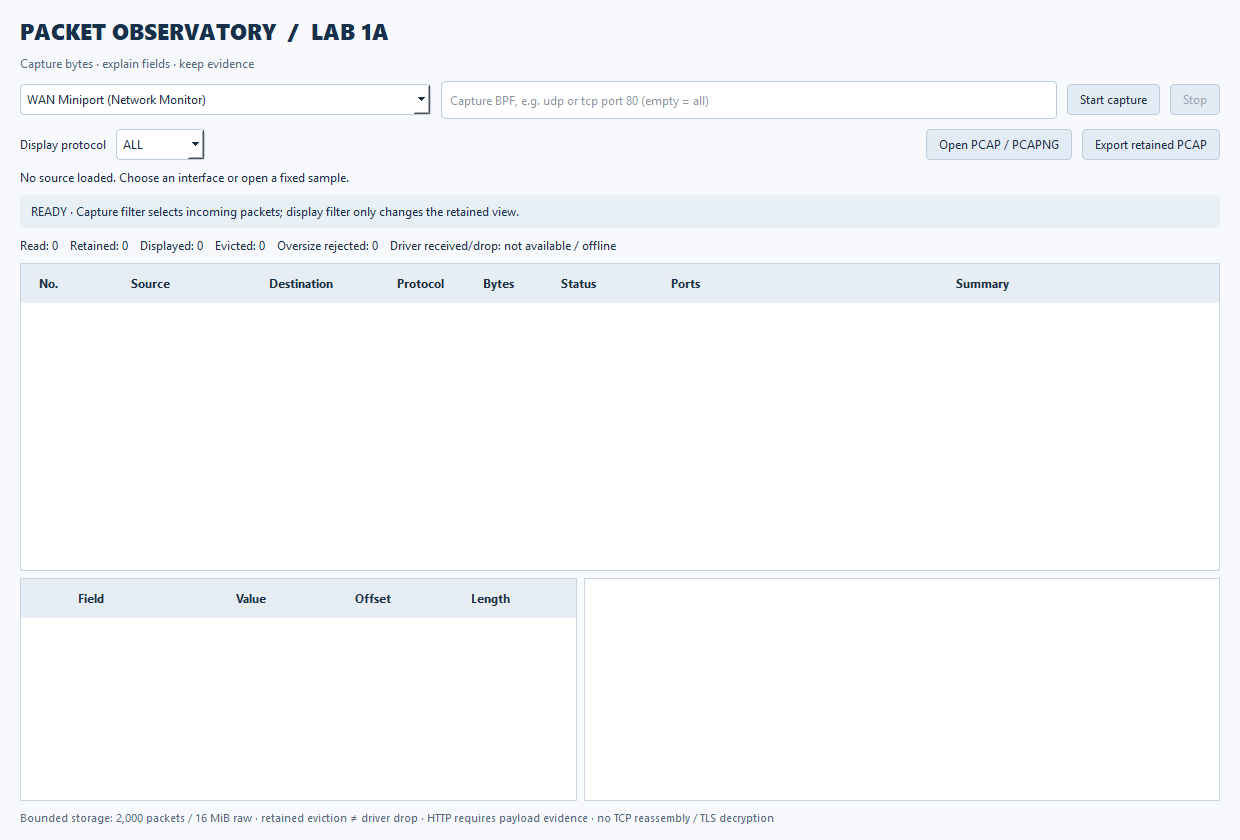 PACKET OBSERVATORY / LAB 1A
Capture bytes · explain fields · keep evidence
WAN Miniport (Network Monitor) Capture BPF, e.g. udp or tcp port 80 (empty = all) Start capture Stop
Display protocol ALL Open PCAP / PCAPNG Export retained PCAP
No source loaded. Choose an interface or open a fixed sample.
READY · Capture filter selects incoming packets; display filter only changes the retained view.
Read: 0 Retained: 0 Displayed: 0 Evicted: 0 Oversize rejected: 0 Driver received/drop: not available / offline
No. Source Destination Protocol Bytes Status Ports Summary
Field Value Offset Length
Bounded storage: 2,000 packets / 16 MiB raw · retained eviction ≠ driver drop · HTTP requires payload evidence · no TCP reassembly / TLS decryption